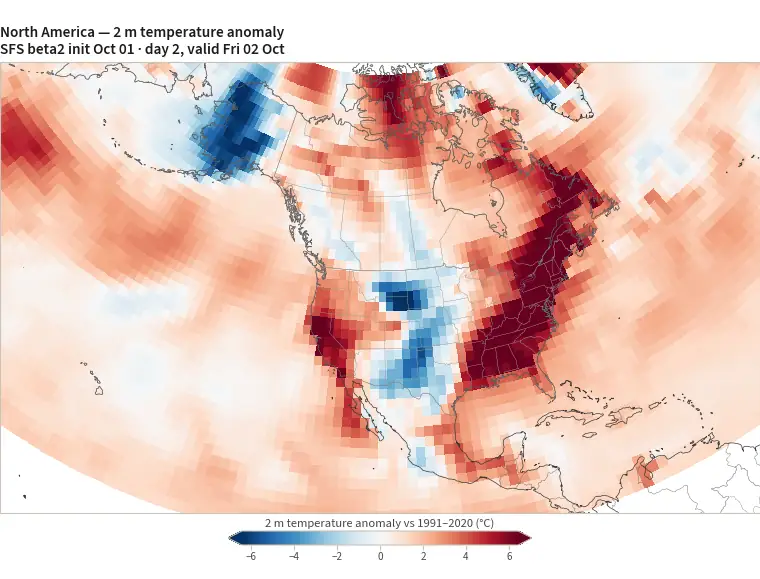 North America — 2 m temperature anomaly
SFS beta2 init Oct 01 · day 2, valid Fri 02 Oct
2 m temperature anomaly vs 1991–2020 (°C)
−6 −4 −2 0 2 4 6